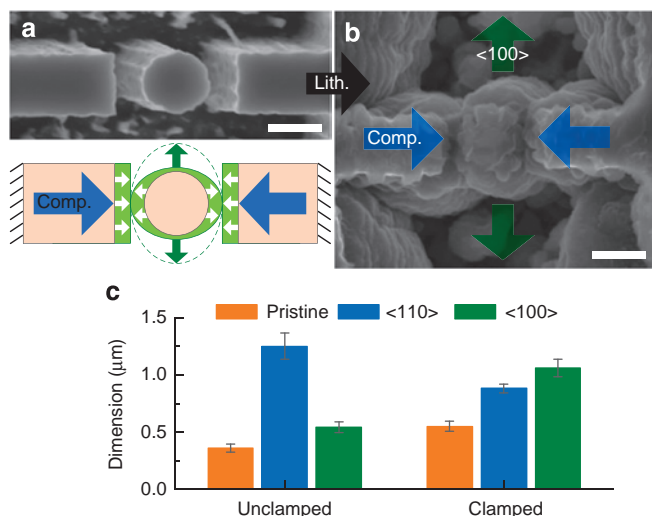 a
b
<100>
Lith.
Comp.
Comp.
c
Pristine <110> <100>
1.5
1.0
0.5
0.0
Dimension (μm)
Unclamped Clamped